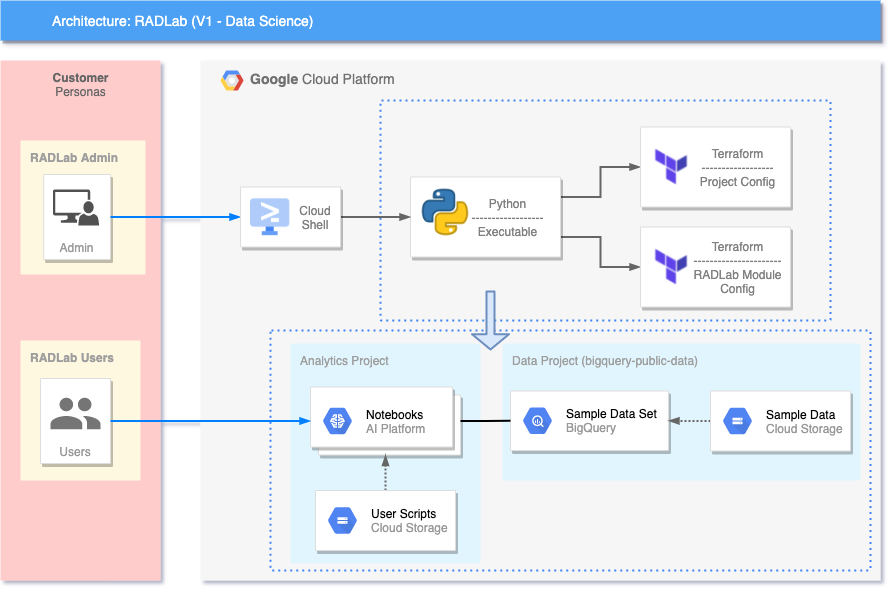 Architecture: RADLab (V1 - Data Science)
Customer
Personas
RADLab Admin
Admin
RADLab Users
Users
Google Cloud Platform
Cloud
Shell
Python
Executable
Terraform
Project Config
Terraform
RADLab Module
Config
Analytics Project
Notebooks
AI Platform
User Scripts
Cloud Storage
Data Project (bigquery-public-data)
Sample Data Set
BigQuery
Sample Data
Cloud Storage